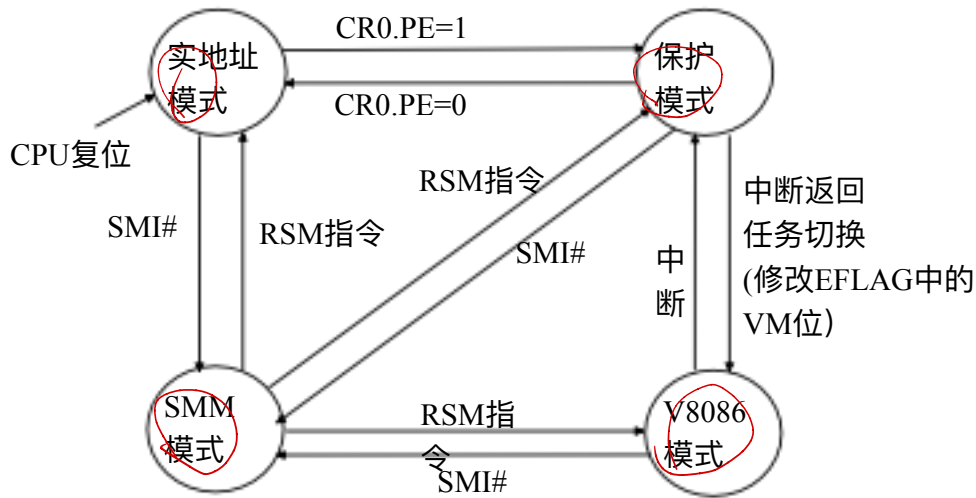 CR0.PE=1
实地址
模式
保护
模式
CR0.PE=0
CPU复位
RSM指令
SMI#
RSM指令
SMI#
中
断
中断返回
任务切换
(修改EFLAG中的
VM位）
SMM
模式
RSM指
令
SMI#
V8086
模式